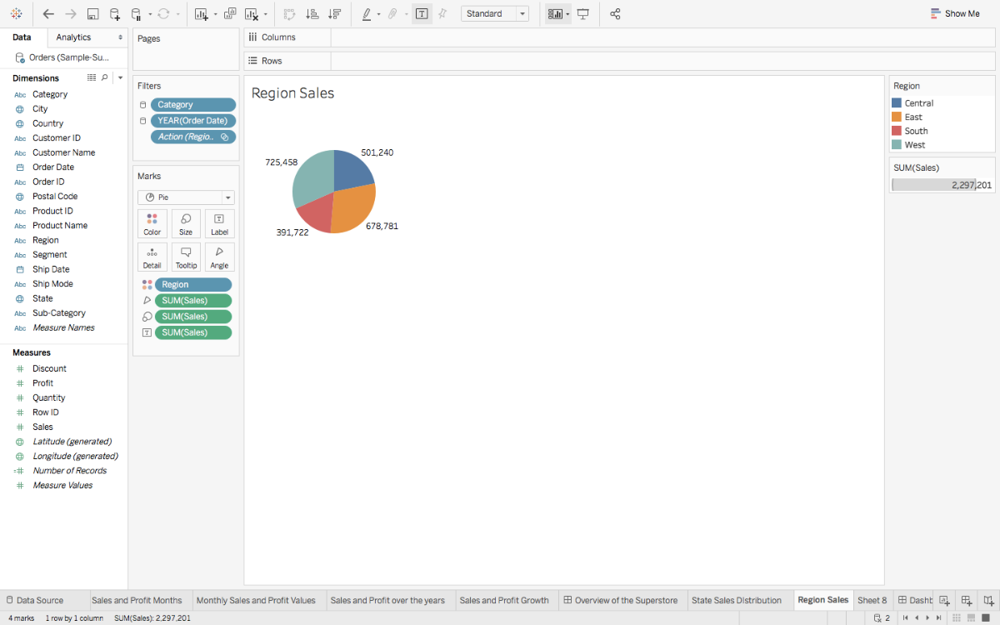 Standard
Show Me
Data
Analytics
Orders (Sample-Su...
Dimensions
Abc Category
City
Country
Abc Customer ID
Abc Customer Name
Order Date
Abc Order ID
Postal Code
Abc Product ID
Abc Product Name
Abc Region
Abc Segment
Ship Date
Abc Ship Mode
State
Abc Sub-Category
Abc Measure Names
Measures
# Discount
# Profit
# Quantity
# Row ID
# Sales
Latitude (generated)
Longitude (generated)
=# Number of Records
# Measure Values
Pages
Filters
Category
YEAR(Order Date)
Action (Regio..
Marks
Pie
Color
Size
T
Label
Detail
Tooltip
Angle
Region
SUM(Sales)
SUM(Sales)
T SUM(Sales)
Columns
Rows
Region Sales
725,458
501,240
391,722
678,781
Region
Central
East
South
West
SUM(Sales)
2,297,201
Data Source
Sales and Profit Months
Monthly Sales and Profit Values
Sales and Profit over the years
Sales and Profit Growth
Overview of the Superstore
State Sales Distribution
Region Sales
Sheet 8
Dashb
4 marks
1 row by 1 column
SUM(Sales): 2,297,201
2